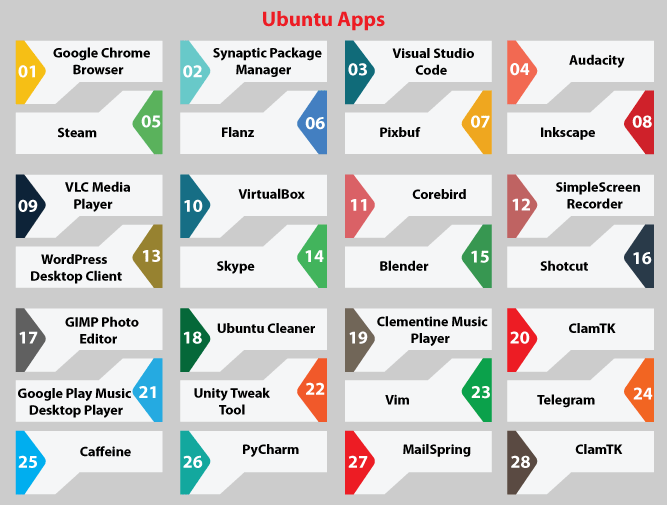 Ubuntu Apps
01 Google Chrome
Browser
02 Synaptic Package
Manager
03 Visual Studio
Code
04 Audacity
Steam 05
Flanz 06
Pixbuf 07
Inkscape 08
09 VLC Media
Player
10 VirtualBox
11 Corebird
12 SimpleScreen
Recorder
WordPress
Desktop Client 13
Skype 14
Blender 15
Shotcut 16
17 GIMP Photo
Editor
18 Ubuntu Cleaner
19 Clementine Music
Player
20 ClamTK
Google Play Music
Desktop Player 21
Unity Tweak
Tool 22
Vim 23
Telegram 24
25 Caffeine
26 PyCharm
27 MailSpring
28 ClamTK